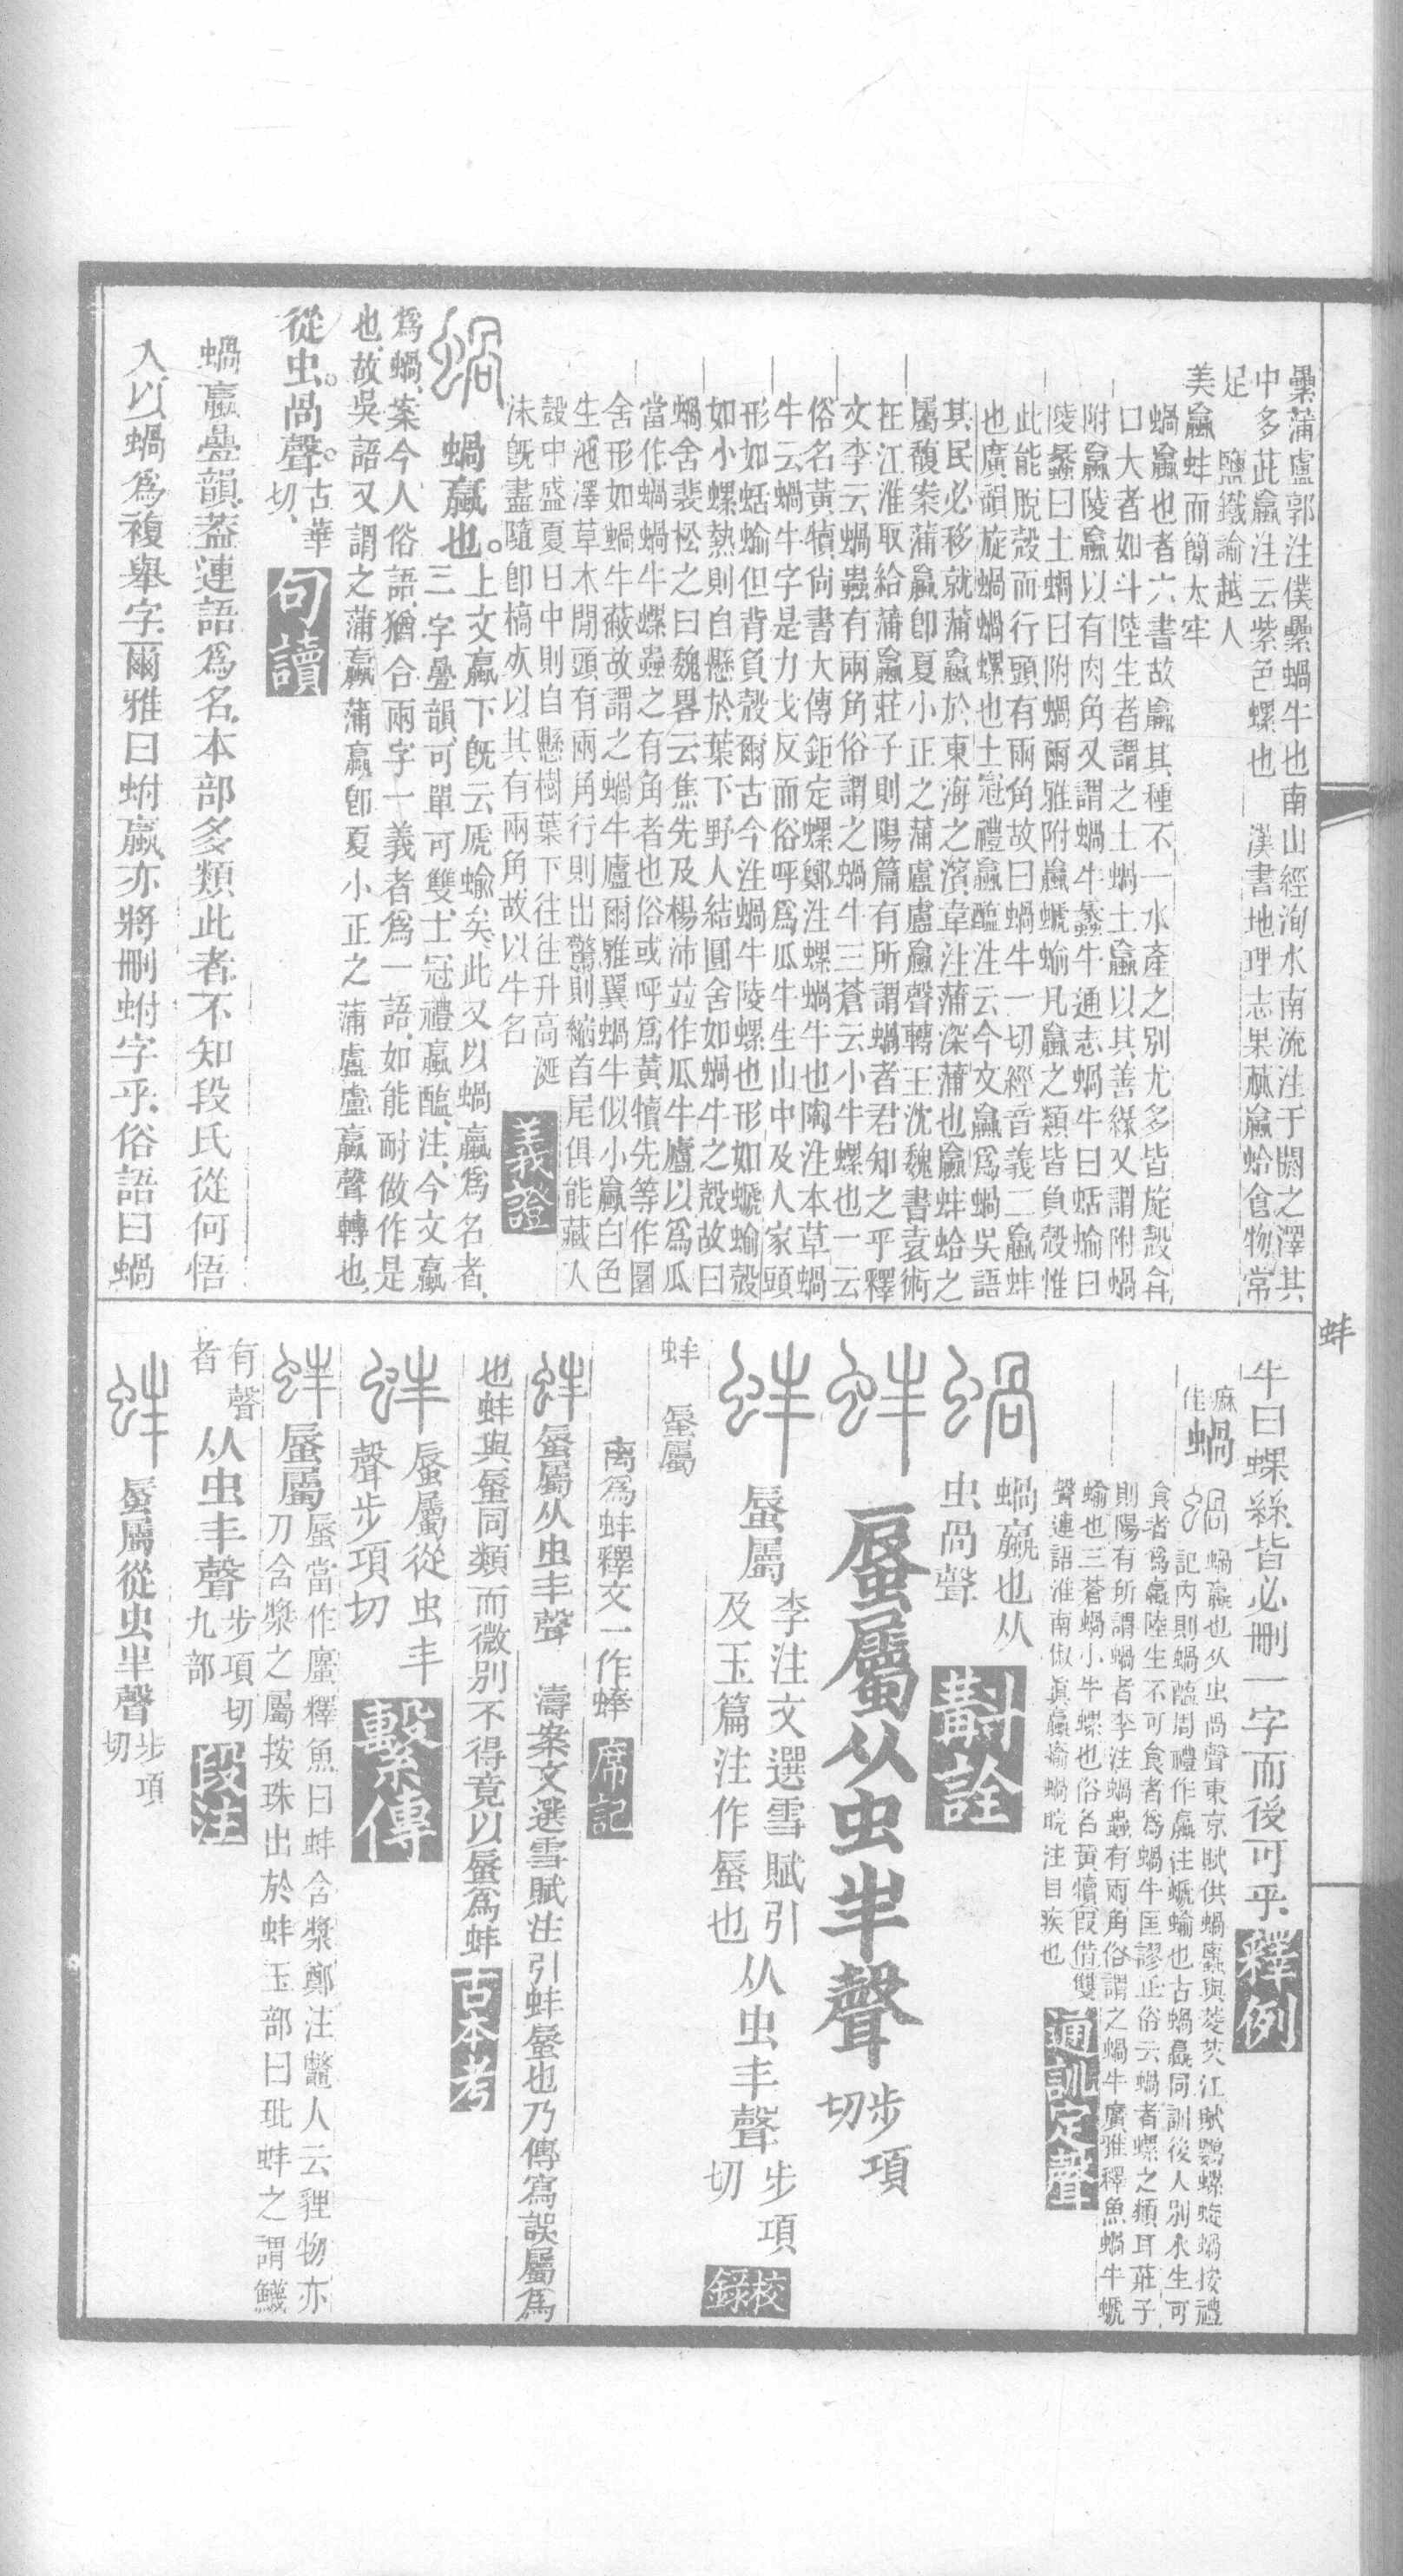 纍蒲盧郭注僕纍蝸牛也南山經洵水南流注于閼之澤其
中多茈蠃注云紫色螺也　漢書地理志果蓏蠃蛤食物常
足　鹽鐵論越人
美蠃蚌而簡太牢
蝸蠃也者六書故蠃其種不一水產之別尤多皆旋殼弇
口大者如斗陸生者謂之土蝸土蠃以其善緣又謂附蝸
附蠃陵蠃以有肉角又謂蝸牛蠡牛通志蝸牛曰蛞蝓曰
陵蠡曰土蝸曰附蝸爾雅附蠃螔蝓凡蠃之類皆負殼惟
此能脫殼而行頭有兩角故曰蝸牛一切經音義二蠃蚌
也廣韻旋蝸蝸螺也士冠禮蠃醢注云今文蠃爲蝸吳語
其民必移就蒲蠃於東海之濱韋注蒲深蒲也蠃蚌蛤之
屬馥案蒲蠃卽夏小正之蒲盧盧蠃聲轉王沈魏書袁術
在江淮取給蒲蠃莊子則陽篇有所謂蝸者君知之乎釋
文李云蝸蟲有兩角俗謂之蝸牛三蒼云小牛螺也一云
俗名黃犢尙書大傳鉅定螺鄭注螺蝸牛也陶注本草蝸
牛云蝸牛字是力戈反而俗呼爲瓜牛生山中及人家頭
形如蛞蝓但背負殼爾古今注蝸牛陵螺也形如螔蝓殼
如小螺熱則自懸於葉下野人結圓舍如蝸牛之殼故曰
蝸舍裴松之曰魏畧云焦先及楊沛竝作瓜牛廬以爲瓜
當作蝸蝸牛螺蟲之有角者也俗或呼爲黃犢先等作圜
舍形如蝸牛蔽故謂之蝸牛廬爾雅翼蝸牛似小蠃白色
生池澤草木閒頭有兩角行則出驚則縮首尾俱能藏入
殼中盛夏日中則自懸樹葉下往往升高涎
沫旣盡隨卽槁死以其有兩角故以牛名　義證
蝸　蝸蠃也。上文蠃下旣云虒蝓矣此又以蝸蠃爲名者、
三字疊韻可單可雙士冠禮蠃醢、注、今文蠃
爲蝸、案今人俗語、猶合兩字一義者爲一語、如能耐做作是
也、故吳語又謂之蒲蠃、蒲蠃、卽夏小正之蒲盧、盧蠃聲轉也、
從虫。咼聲。古華切、句讀
蝸蠃疊韻、蓋連語爲名、本部多類此者、不知段氏從何悟
入、以蝸爲複舉字、爾雅曰蚹蠃、亦將刪蚹字乎、俗語曰蝸
蚌
牛曰螺絲、皆必刪一字而後可乎、釋例
麻佳　蝸　蝸蠃也从虫咼聲東京賦供蝸蠯與菱芡江賦鸚螺蜁蝸按禮
記內則蝸醢周禮作蠃注螔蝓也古蝸蠃同訓後人別水生可
食者爲蠃陸生不可食者爲蝸牛匡謬正俗云蝸者螺之類耳莊子
則陽有所謂蝸者李注蝸蟲有兩角俗謂之蝸牛廣雅釋魚蝸牛螔
蝓也三蒼蝸小牛螺也俗名黃犢叚借雙
聲連語淮南俶眞蠃蝓蝸睆注目疾也　通訓定聲
蝸　蝸蠃也从
虫咼聲　斠詮
蚌　蜃屬从虫半聲　步項切
蚌　蜃屬　李注文選雪賦引
及玉篇注作蜃也　从虫丰聲　步項切　校錄
蚌　蜃屬
离爲蚌釋文一作蜯　席記
蚌　蜃屬从虫丰聲　濤案文選雪賦注引蚌蜃也乃傳寫誤屬爲
也蚌與蜃同類而微別不得竟以蜃爲蚌　古本考
蚌　蜃屬從虫丰
聲步項切　繫傳
蚌　蜃屬　蜃當作蠯釋魚曰蚌含漿鄭注鼈人云貍物亦
刀含漿之屬按珠出於蚌玉部曰玭蚌之謂蠙
有聲者　从虫丰聲　步項切九部　段注
蚌　蜃屬從虫半聲　步項切